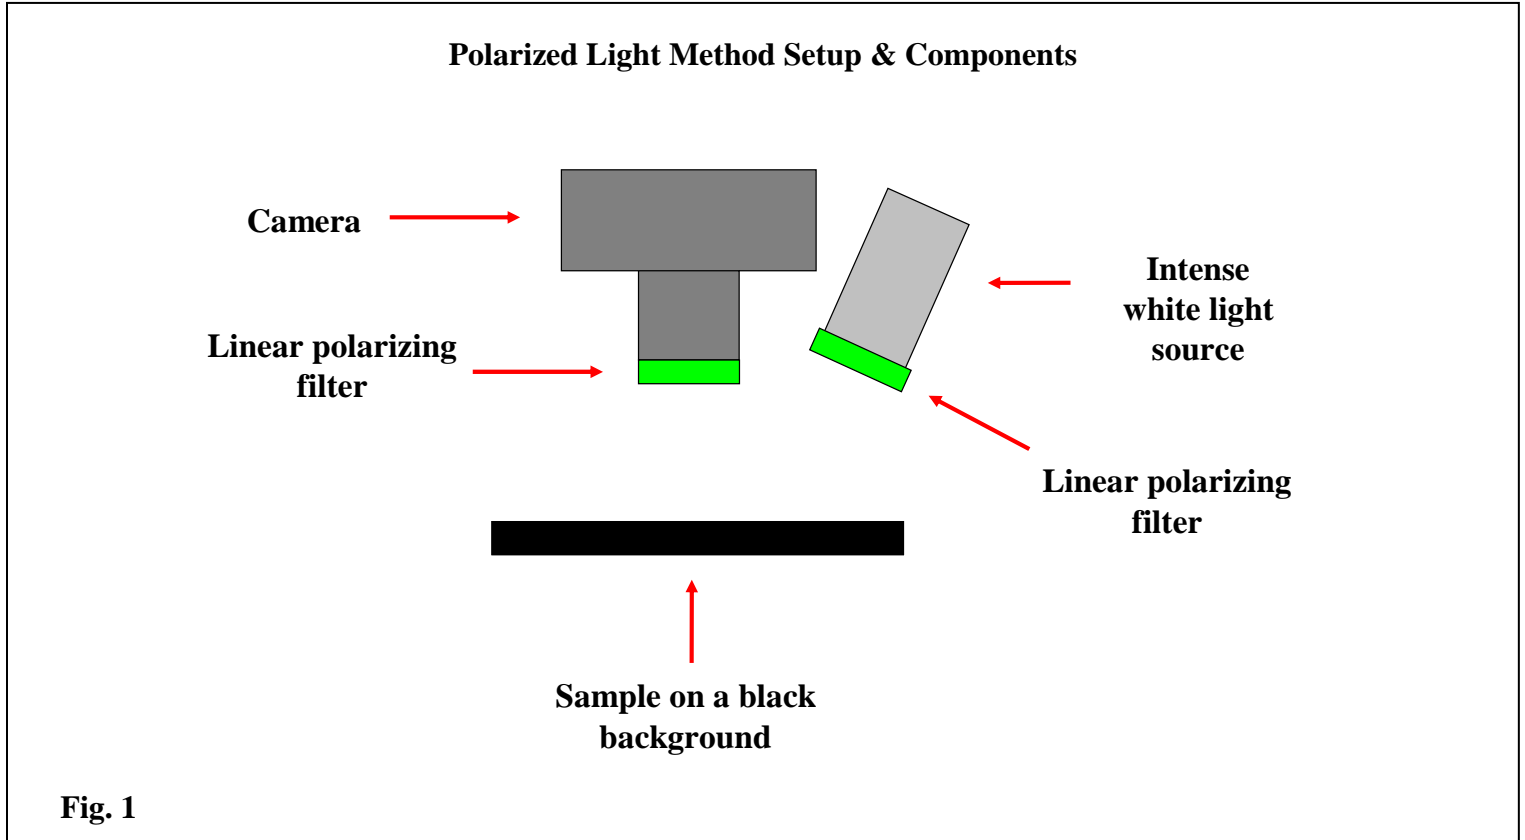 Polarized Light Method Setup & Components
Camera
Intense
white light
source
Linear polarizing
filter
Linear polarizing
filter
Sample on a black
background
Fig. 1